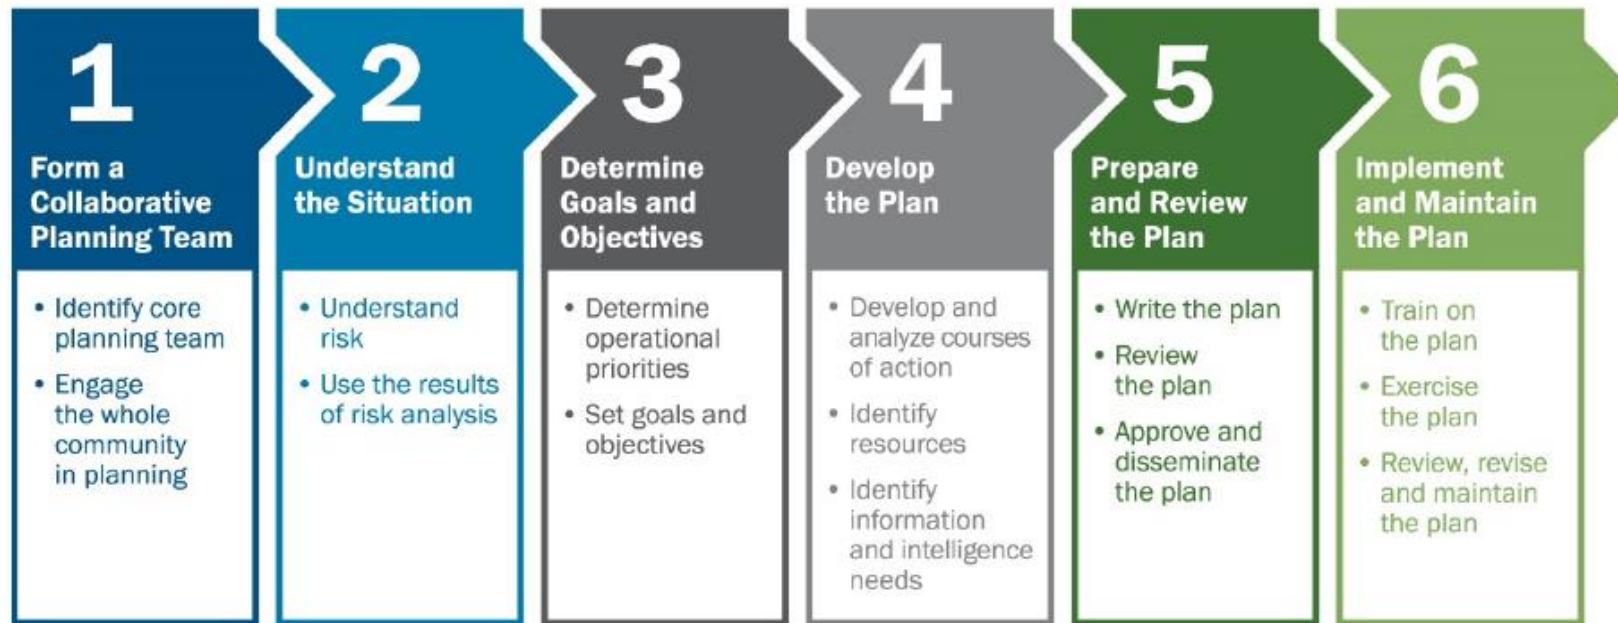 1
Form a
Collaborative
Planning Team
• Identify core
planning team
• Engage
the whole
community
in planning
2
Understand
the Situation
• Understand
risk
• Use the results
of risk analysis
3
Determine
Goals and
Objectives
• Determine
operational
priorities
• Set goals and
objectives
4
Develop
the Plan
• Develop and
analyze courses
of action
• Identify
resources
• Identify
information
and intelligence
needs
5
Prepare
and Review
the Plan
• Write the plan
• Review
the plan
• Approve and
disseminate
the plan
6
Implement
and Maintain
the Plan
• Train on
the plan
• Exercise
the plan
• Review, revise
and maintain
the plan